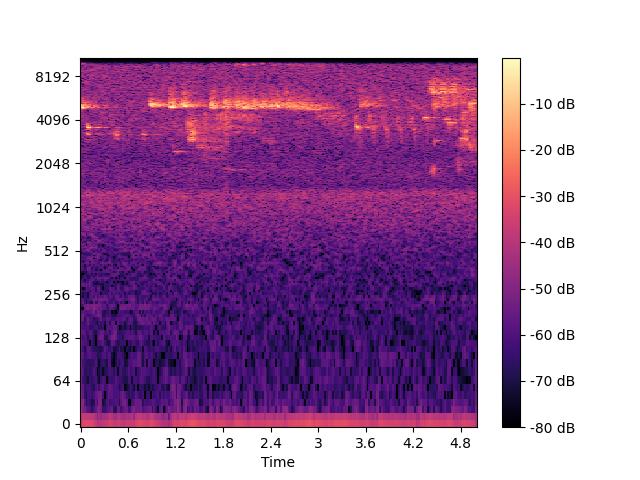 8192
4096
2048
1024
512
256
128
64
0
Hz
0 0.6 1.2 1.8 2.4 3 3.6 4.2 4.8
Time
-10 dB
-20 dB
-30 dB
-40 dB
-50 dB
-60 dB
-70 dB
-80 dB